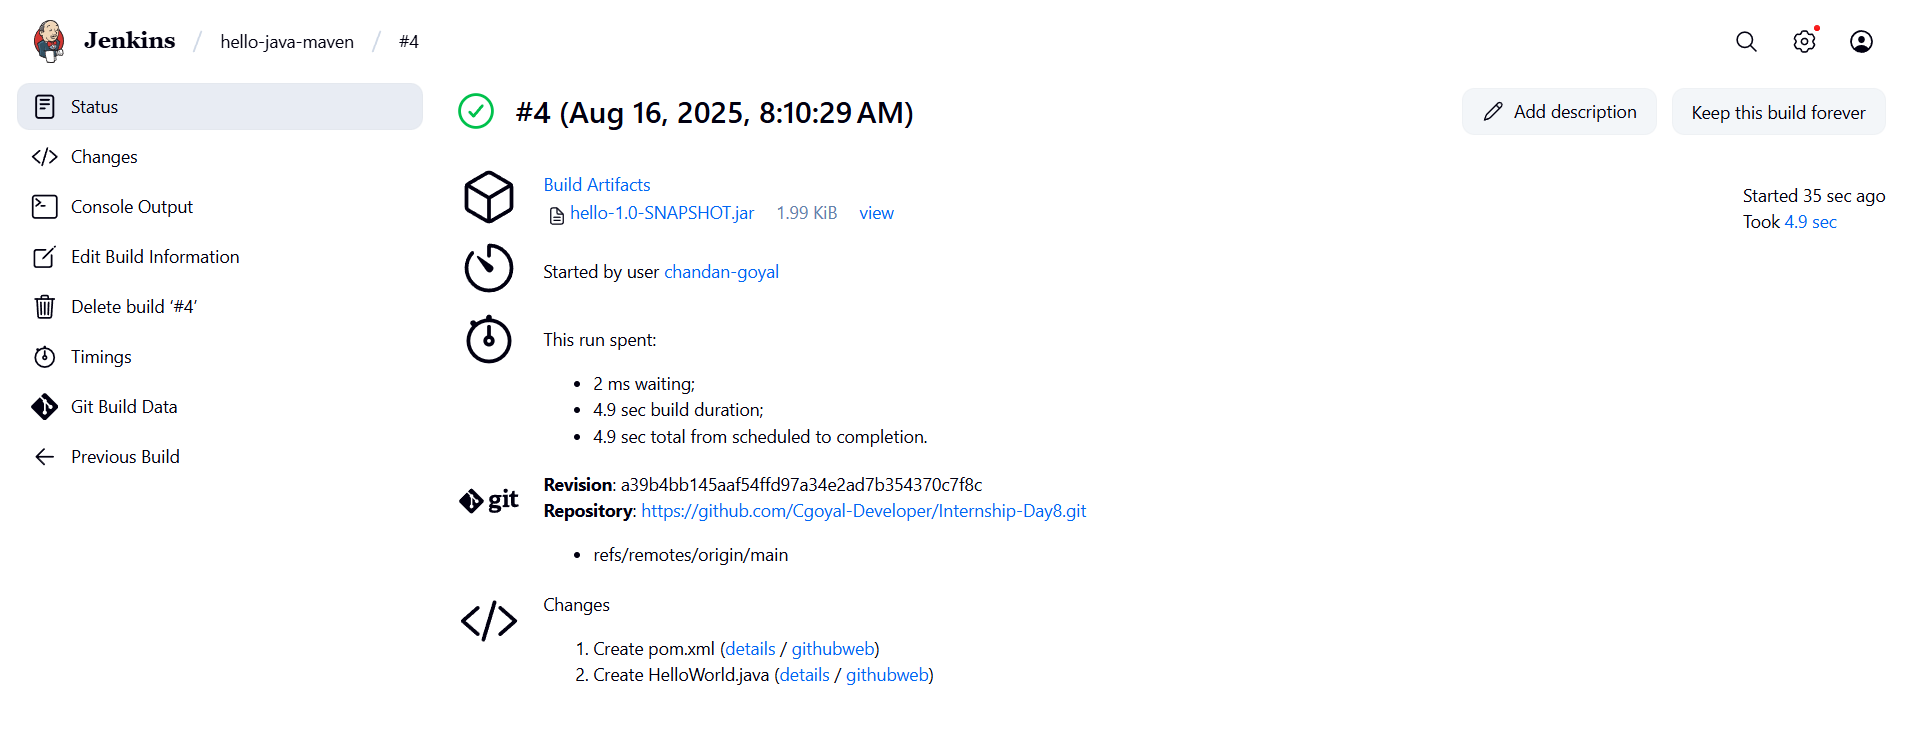 Jenkins / hello-java-maven / #4
Status
Changes
Console Output
Edit Build Information
Delete build ‘#4’
Timings
Git Build Data
Previous Build
#4 (Aug 16, 2025, 8:10:29 AM)
Add description
Keep this build forever
Build Artifacts
hello-1.0-SNAPSHOT.jar 1.99 KiB view
Started 35 sec ago
Took 4.9 sec
Started by user chandan-goyal
This run spent:
• 2 ms waiting;
• 4.9 sec build duration;
• 4.9 sec total from scheduled to completion.
git
Revision: a39b4bb145aaf54ffd97a34e2ad7b354370c7f8c
Repository: https://github.com/Cgoyal-Developer/Internship-Day8.git
• refs/remotes/origin/main
Changes
1. Create pom.xml (details / githubweb)
2. Create HelloWorld.java (details / githubweb)